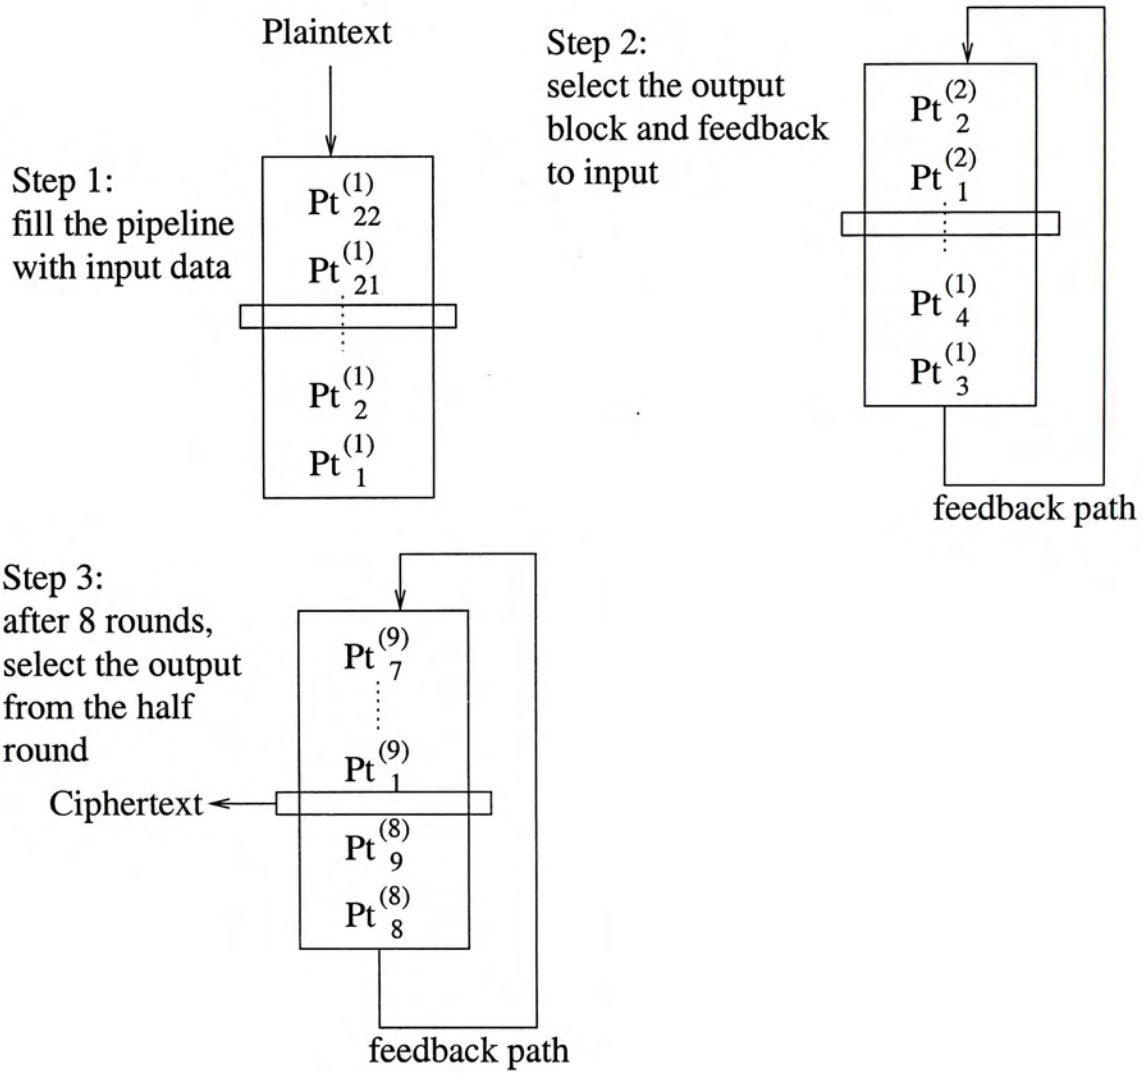 Plaintext
Step 1:
fill the pipeline
with input data
Pt (1) 22
Pt (1) 21
Pt (1) 2
Pt (1) 1
Step 2:
select the output
block and feedback
to input
Pt (2) 2
Pt (2) 1
Pt (1) 4
Pt (1) 3
feedback path
Step 3:
after 8 rounds,
select the output
from the half
round
Ciphertext
Pt (9) 7
Pt (9) 1
Pt (8) 9
Pt (8) 8
feedback path